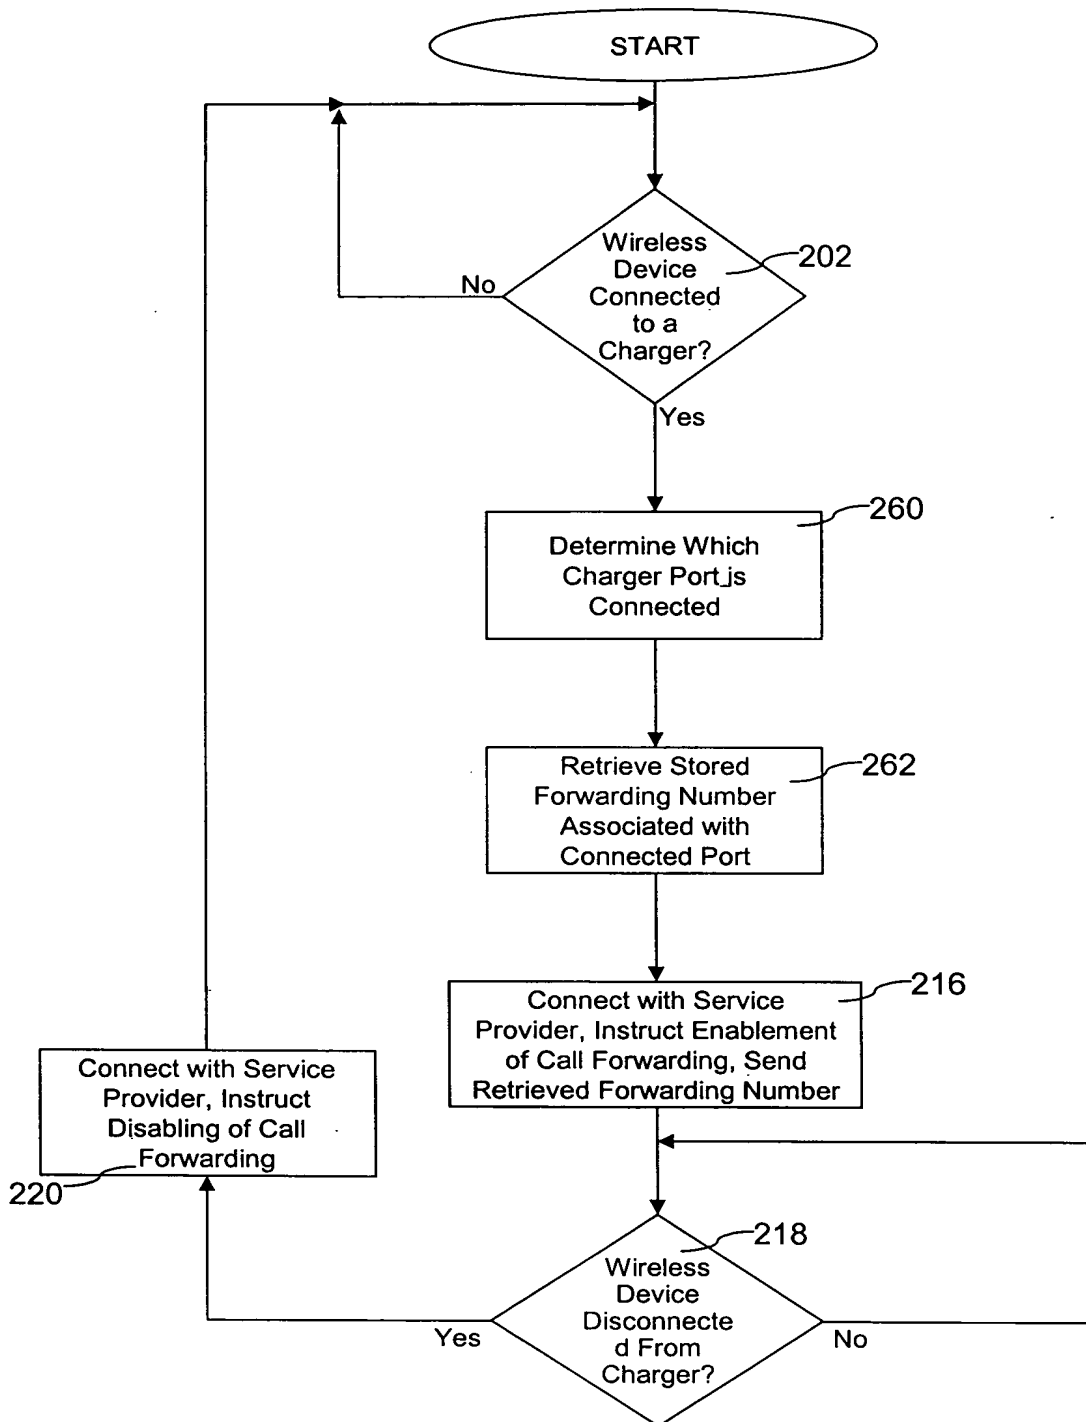 START
Wireless
Device
Connected
to a
Charger?
202
No
Yes
260
Determine Which
Charger Port is
Connected
262
Retrieve Stored
Forwarding Number
Associated with
Connected Port
216
Connect with Service
Provider, Instruct Enablement
of Call Forwarding, Send
Retrieved Forwarding Number
Connect with Service
Provider, Instruct
Disabling of Call
Forwarding
220
218
Wireless
Device
Disconnecte
d From
Charger?
Yes
No